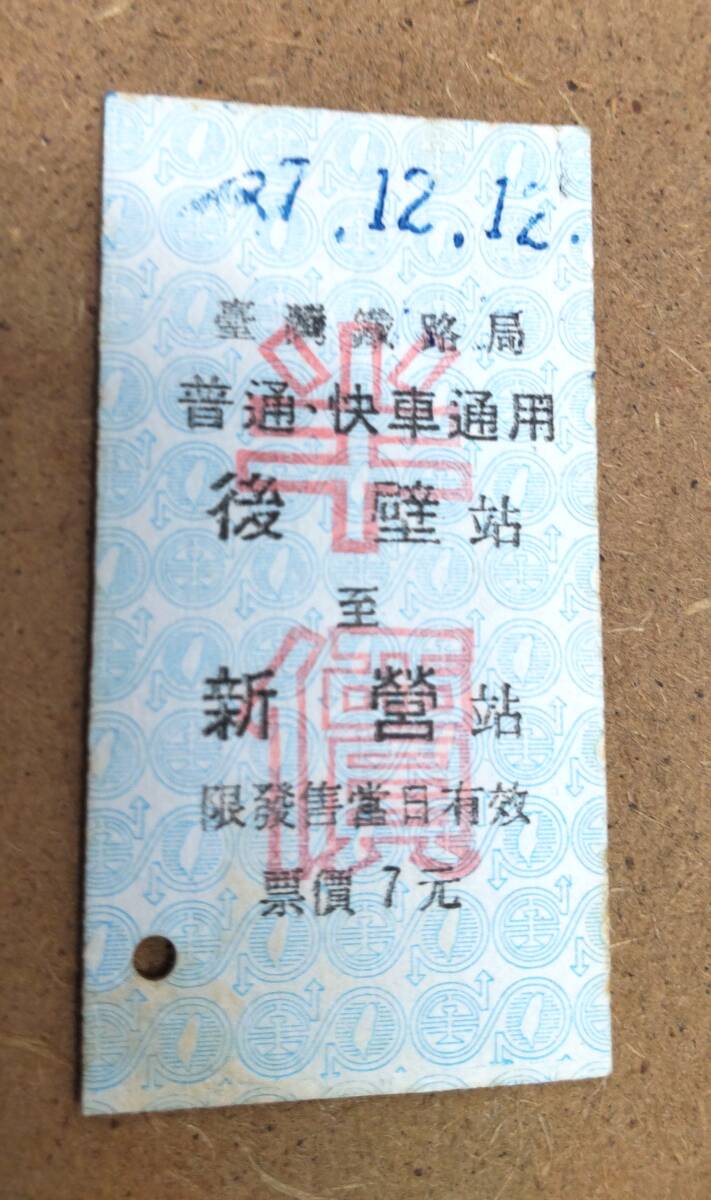 87.12.12.
臺灣鐵路局
普通、快車通用
後壁站
至
新營站
限發售當日有效
票價7元
半價